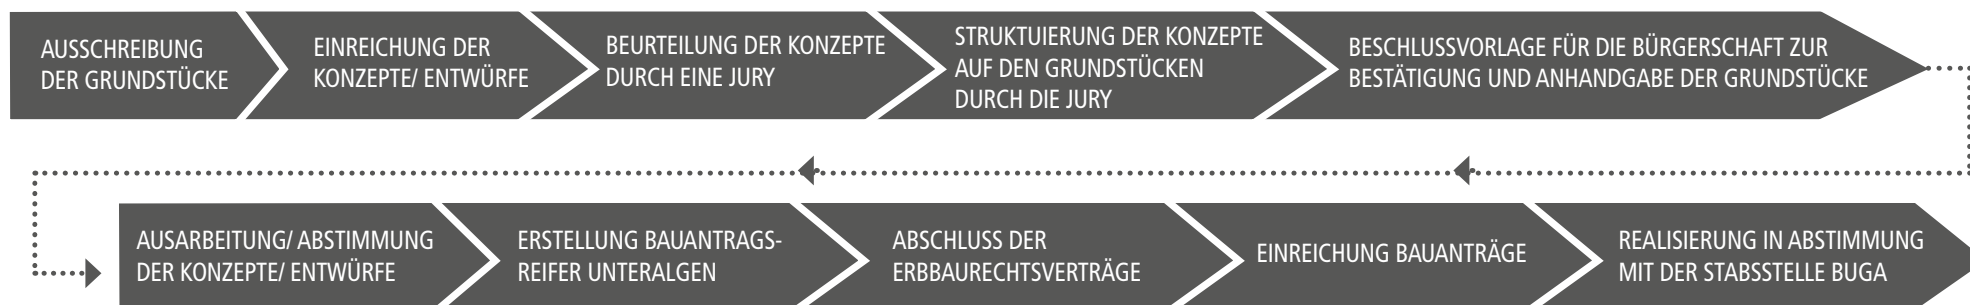 AUSSCHREIBUNG
DER GRUNDSTÜCKE
EINREICHUNG DER
KONZEPTE/ ENTWÜRFE
BEURTEILUNG DER KONZEPTE
DURCH EINE JURY
STRUKTUIERUNG DER KONZEPTE
AUF DEN GRUNDSTÜCKEN
DURCH DIE JURY
BESCHLUSSVORLAGE FÜR DIE BÜRGERSCHAFT ZUR
BESTÄTIGUNG UND ANHANDGABE DER GRUNDSTÜCKE
AUSARBEITUNG/ ABSTIMMUNG
DER KONZEPTE/ ENTWÜRFE
ERSTELLUNG BAUANTRAGS-
REIFER UNTERALGEN
ABSCHLUSS DER
ERBBAURECHTSVERTRÄGE
EINREICHUNG BAUANTRÄGE
REALISIERUNG IN ABSTIMMUNG
MIT DER STABSSTELLE BUGA